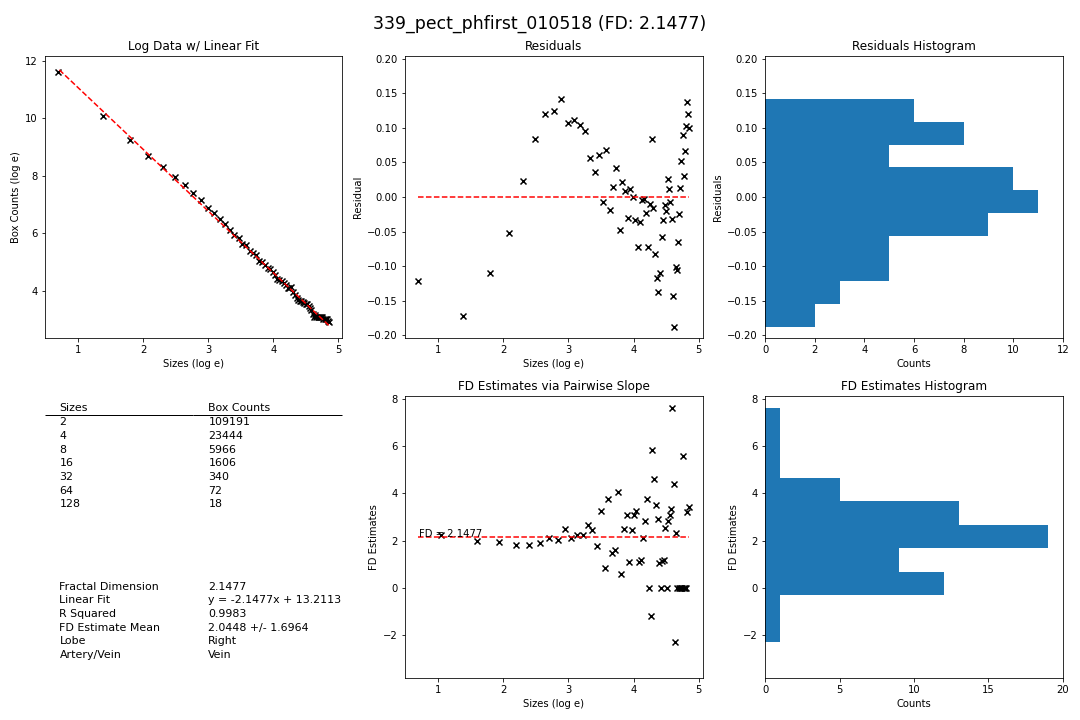 339_pect_phfirst_010518 (FD: 2.1477)
Log Data w/ Linear Fit
12
10
8
6
4
Box Counts (log e)
1 2 3 4 5
Sizes (log e)
Residuals
0.20
0.15
0.10
0.05
0.00
−0.05
−0.10
−0.15
−0.20
Residual
1 2 3 4 5
Sizes (log e)
Residuals Histogram
0.20
0.15
0.10
0.05
0.00
−0.05
−0.10
−0.15
−0.20
Residuals
0 2 4 6 8 10 12
Counts
Sizes Box Counts
2 109191
4 23444
8 5966
16 1606
32 340
64 72
128 18
Fractal Dimension 2.1477
Linear Fit y = -2.1477x + 13.2113
R Squared 0.9983
FD Estimate Mean 2.0448 +/- 1.6964
Lobe Right
Artery/Vein Vein
FD Estimates via Pairwise Slope
8
6
4
2
0
−2
FD Estimates
FD = 2.1477
1 2 3 4 5
Sizes (log e)
FD Estimates Histogram
8
6
4
2
0
−2
FD Estimates
0 5 10 15 20
Counts